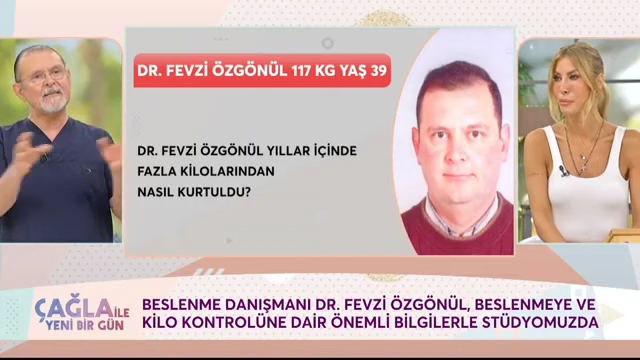 DR. FEVZİ ÖZGÖNÜL 117 KG YAŞ 39
DR. FEVZİ ÖZGÖNÜL YILLAR İÇİNDE
FAZLA KİLOLARINDAN
NASIL KURTULDU?
ÇAĞLA İLE
YENİ BİR GÜN
BESLENME DANIŞMANI DR. FEVZİ ÖZGÖNÜL, BESLENMEYE VE
KİLO KONTROLÜNE DAİR ÖNEMLİ BİLGİLERLE STÜDYOMUZDA